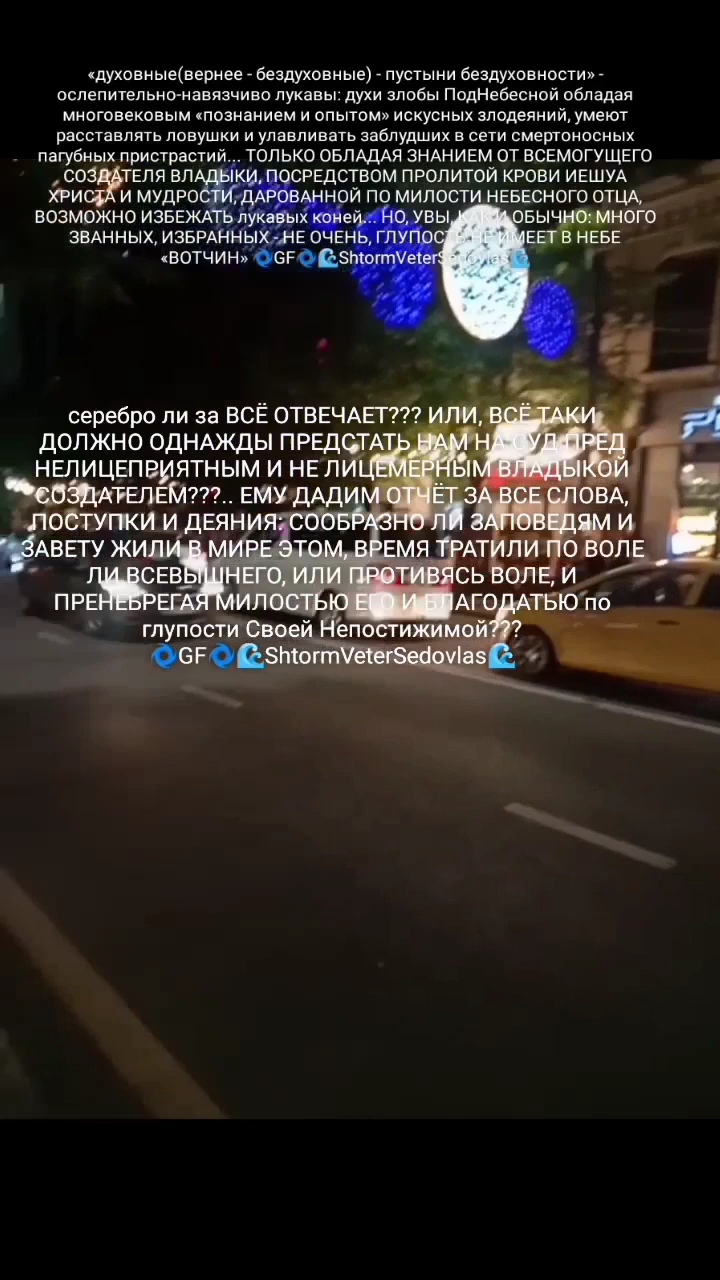 «духовные(вернее - бездуховные) - пустыни бездуховности» -
ослепительно-навязчиво лукавы: духи злобы ПодНебесной обладая
многовековым «познанием и опытом» искусных злодеяний, умеют
расставлять ловушки и улавливать заблудших в сети смертоносных
пагубных пристрастий... ТОЛЬКО ОБЛАДАЯ ЗНАНИЕМ ОТ ВСЕМОГУЩЕГО
СОЗДАТЕЛЯ ВЛАДЫКИ, ПОСРЕДСТВОМ ПРОЛИТОЙ КРОВИ ИЕШУА
ХРИСТА И МУДРОСТИ, ДАРОВАННОЙ ПО МИЛОСТИ НЕБЕСНОГО ОТЦА,
ВОЗМОЖНО ИЗБЕЖАТЬ лукавых коней... НО, УВЫ, КАК И ОБЫЧНО: МНОГО
ЗВАННЫХ, ИЗБРАННЫХ - НЕ ОЧЕНЬ, ГЛУПОСТЬ НЕ ИМЕЕТ В НЕБЕ
«ВОТЧИН» 🌀GF🌀🌊ShtormVeterSedovlas🌊
серебро ли за ВСЁ ОТВЕЧАЕТ??? ИЛИ, ВСЁ ТАКИ
ДОЛЖНО ОДНАЖДЫ ПРЕДСТАТЬ НАМ НА СУД ПРЕД
НЕЛИЦЕПРИЯТНЫМ И НЕ ЛИЦЕМЕРНЫМ ВЛАДЫКОЙ
СОЗДАТЕЛЕМ???.. ЕМУ ДАДИМ ОТЧЁТ ЗА ВСЕ СЛОВА,
ПОСТУПКИ И ДЕЯНИЯ: СООБРАЗНО ЛИ ЗАПОВЕДЯМ И
ЗАВЕТУ ЖИЛИ В МИРЕ ЭТОМ, ВРЕМЯ ТРАТИЛИ ПО ВОЛЕ
ЛИ ВСЕВЫШНЕГО, ИЛИ ПРОТИВЯСЬ ВОЛЕ, И
ПРЕНЕБРЕГАЯ МИЛОСТЬЮ ЕГО И БЛАГОДАТЬЮ по
глупости Своей Непостижимой???
🌀GF🌀🌊ShtormVeterSedovlas🌊